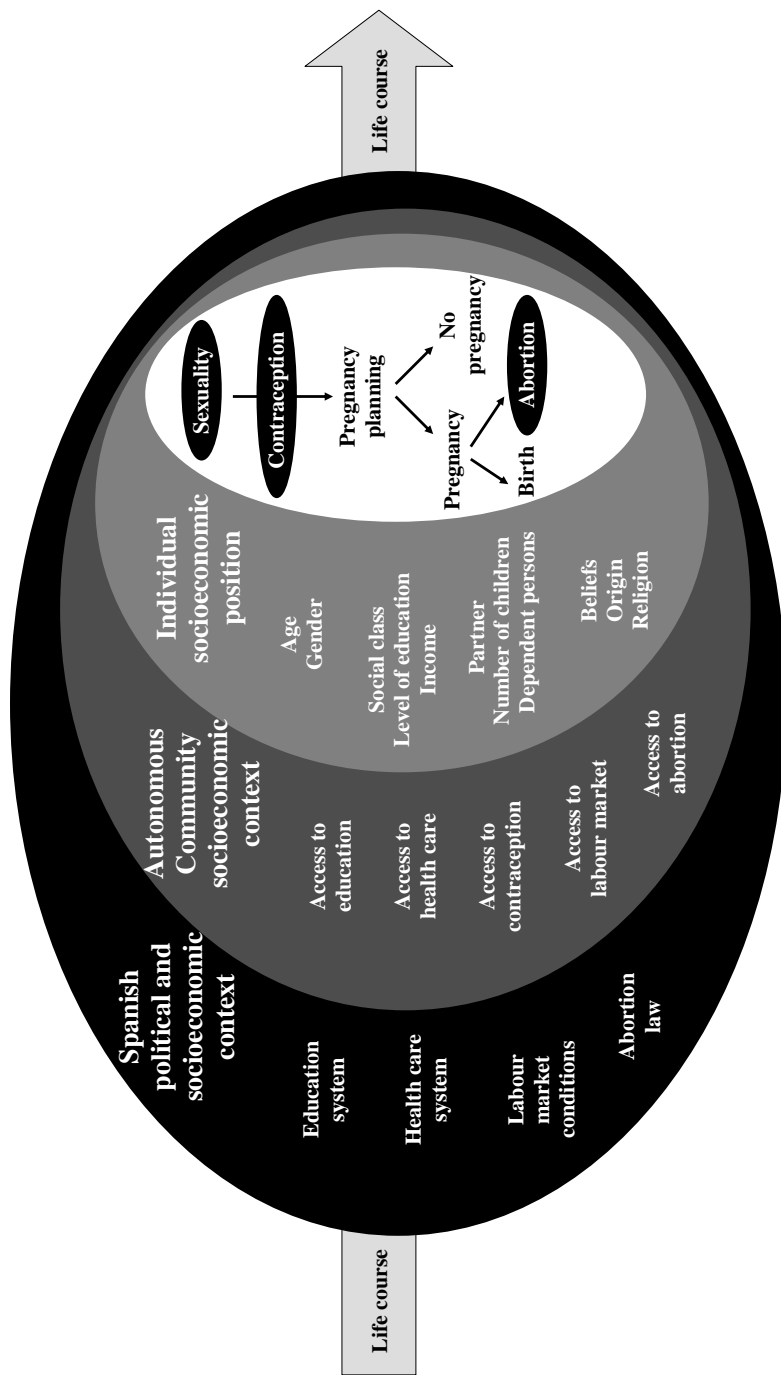 Life course
Spanish
political and
socioeconomic
context
Education
system
Health care
system
Labour
market
conditions
Abortion
law
Autonomous
Community
socioeconomic
context
Access to
education
Access to
health care
Access to
contraception
Access to
labour market
Access to
abortion
Individual
socioeconomic
position
Age
Gender
Social class
Level of education
Income
Partner
Number of children
Dependent persons
Beliefs
Origin
Religion
Sexuality
Contraception
Pregnancy
planning
Pregnancy
No
pregnancy
Birth
Abortion
Life course